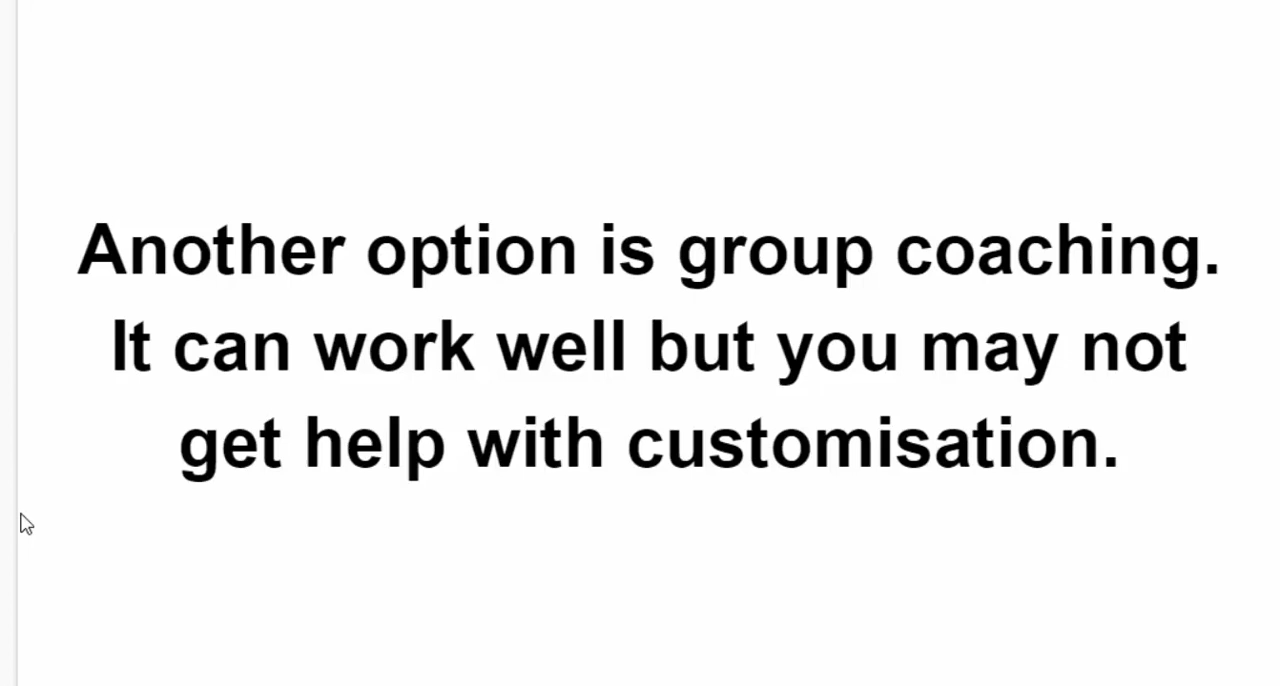 Another option is group coaching.
It can work well but you may not
get help with customisation.